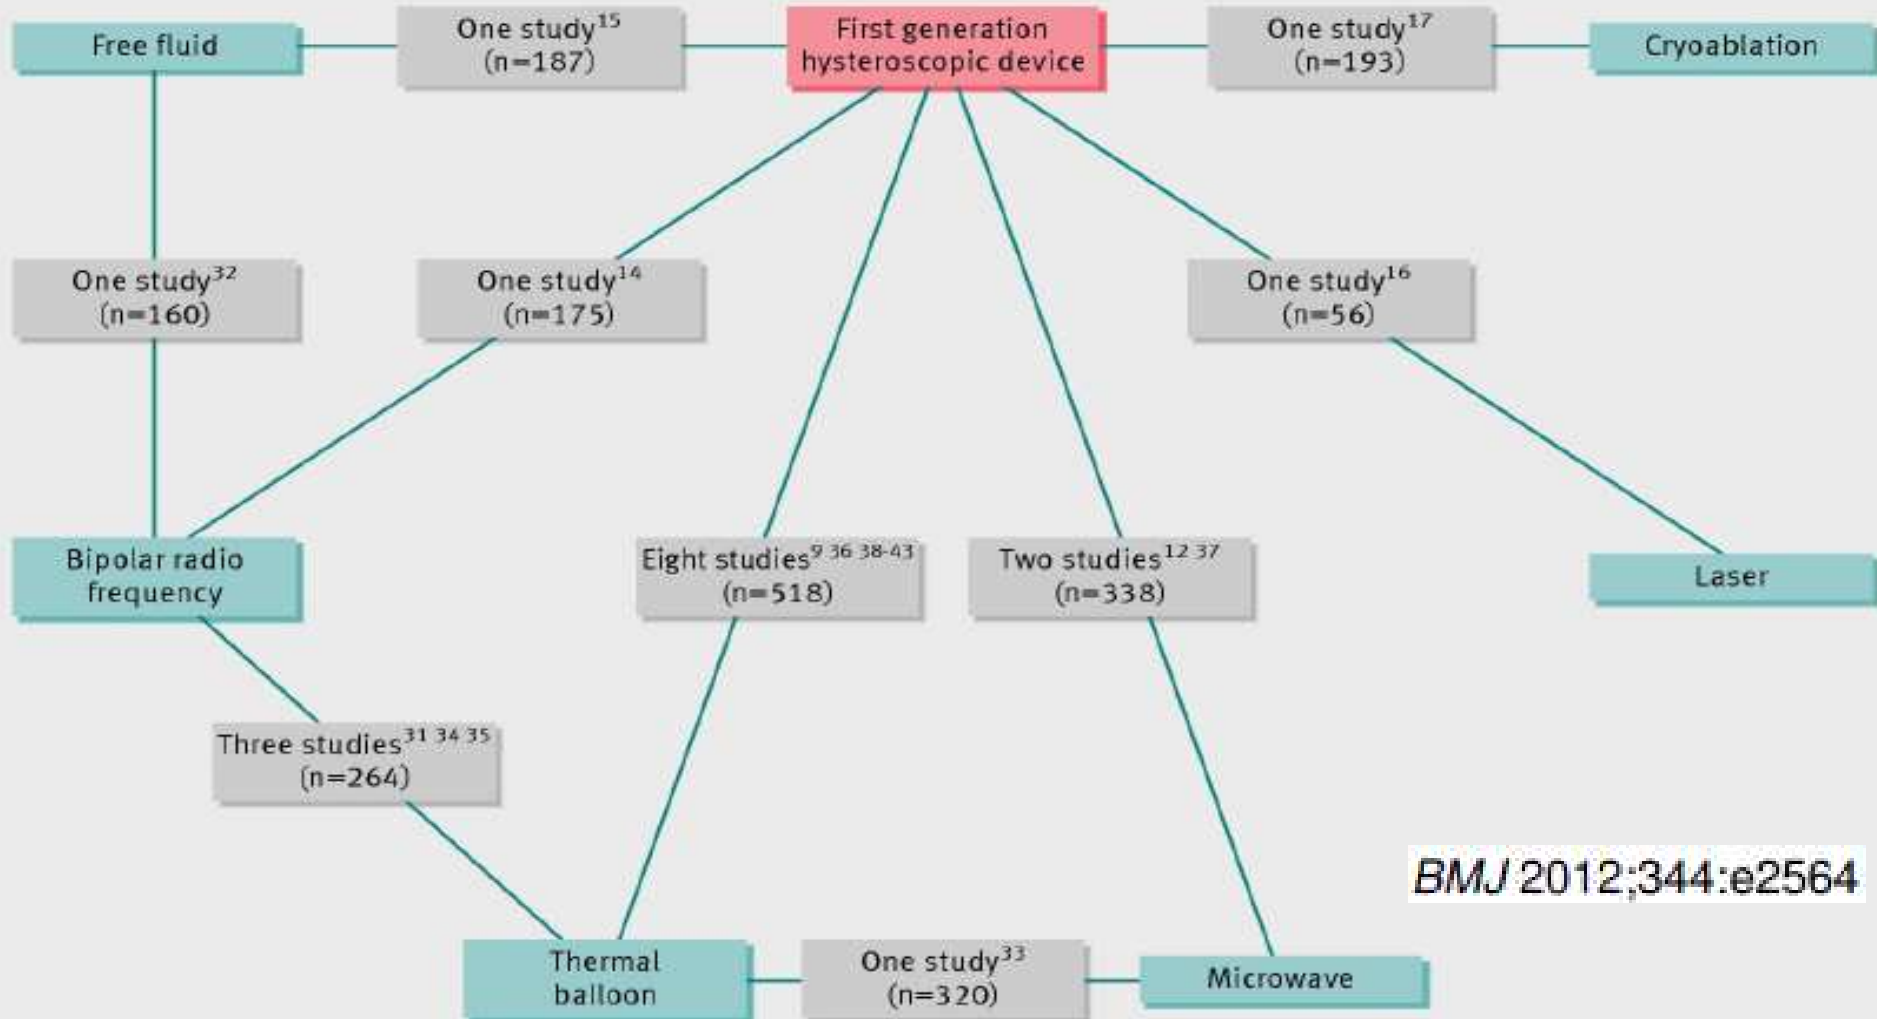 Free fluid
One study15
(n=187)
First generation
hysteroscopic device
One study17
(n=193)
Cryoablation
One study32
(n=160)
One study14
(n=175)
One study16
(n=56)
Bipolar radio
frequency
Eight studies9 36 38-43
(n=518)
Two studies12 37
(n=338)
Laser
Three studies31 34 35
(n=264)
BMJ 2012;344:e2564
Thermal
balloon
One study33
(n=320)
Microwave